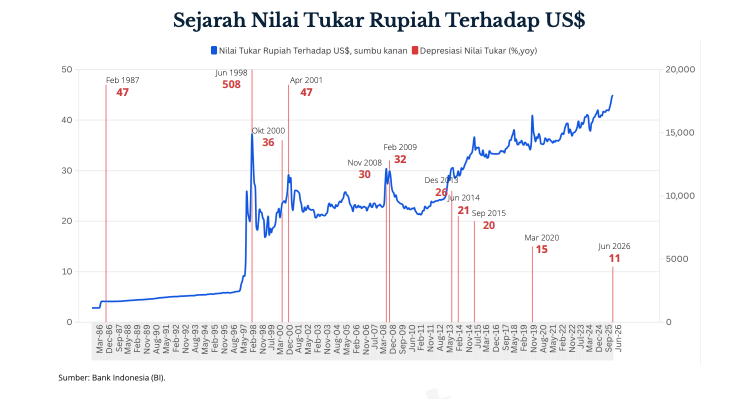 Sejarah Nilai Tukar Rupiah Terhadap US$
Nilai Tukar Rupiah Terhadap US$, sumbu kanan
Depresiasi Nilai Tukar (%,yoy)
50
40
30
20
10
0
20,000
15,000
10,000
5000
0
Feb 1987
47
Jun 1998
508
Okt 2000
36
Apr 2001
47
Nov 2008
30
Feb 2009
32
Des 2013
26
Jun 2014
21
Sep 2015
20
Mar 2020
15
Jun 2026
11
Mar-86
Dec-86
Sep-87
May-88
Feb-89
Nov-89
Aug-90
May-91
Feb-92
Nov-92
Aug-93
May-94
Feb-95
Nov-95
Aug-96
May-97
Feb-98
Nov-98
Jul-99
Mar-00
Dec-00
Aug-01
May-02
Feb-03
Nov-03
Aug-04
May-05
Feb-06
Nov-06
Jul-07
Mar-08
Dec-08
Sep-09
Jun-10
Feb-11
Nov-11
Aug-12
May-13
Feb-14
Nov-14
Jul-15
Mar-16
Dec-16
Sep-17
May-18
Feb-19
Nov-19
Aug-20
May-21
Feb-22
Nov-22
Jul-23
Mar-24
Dec-24
Sep-25
Jun-26
Sumber: Bank Indonesia (BI).